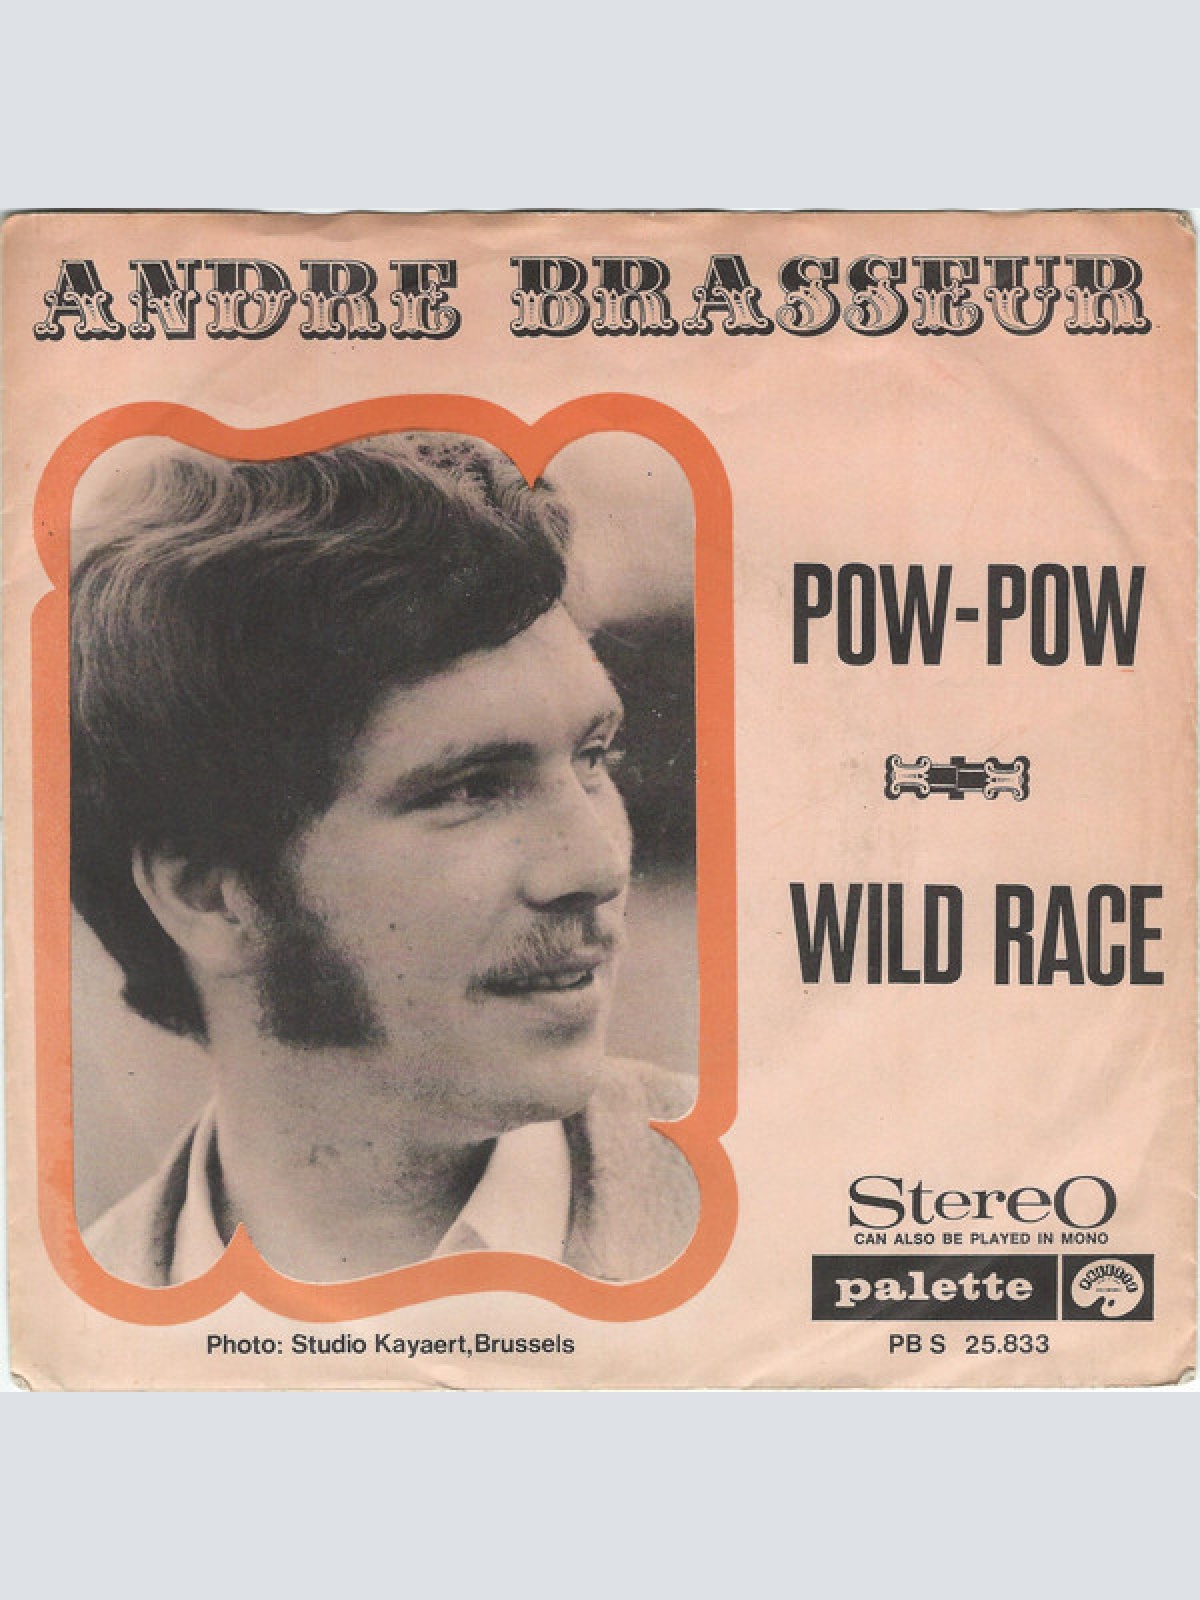 ANDRE BRASSEUR
POW-POW
WILD RACE
StereO
CAN ALSO BE PLAYED IN MONO
palette
Photo: Studio Kayaert,Brussels
PB S 25.833